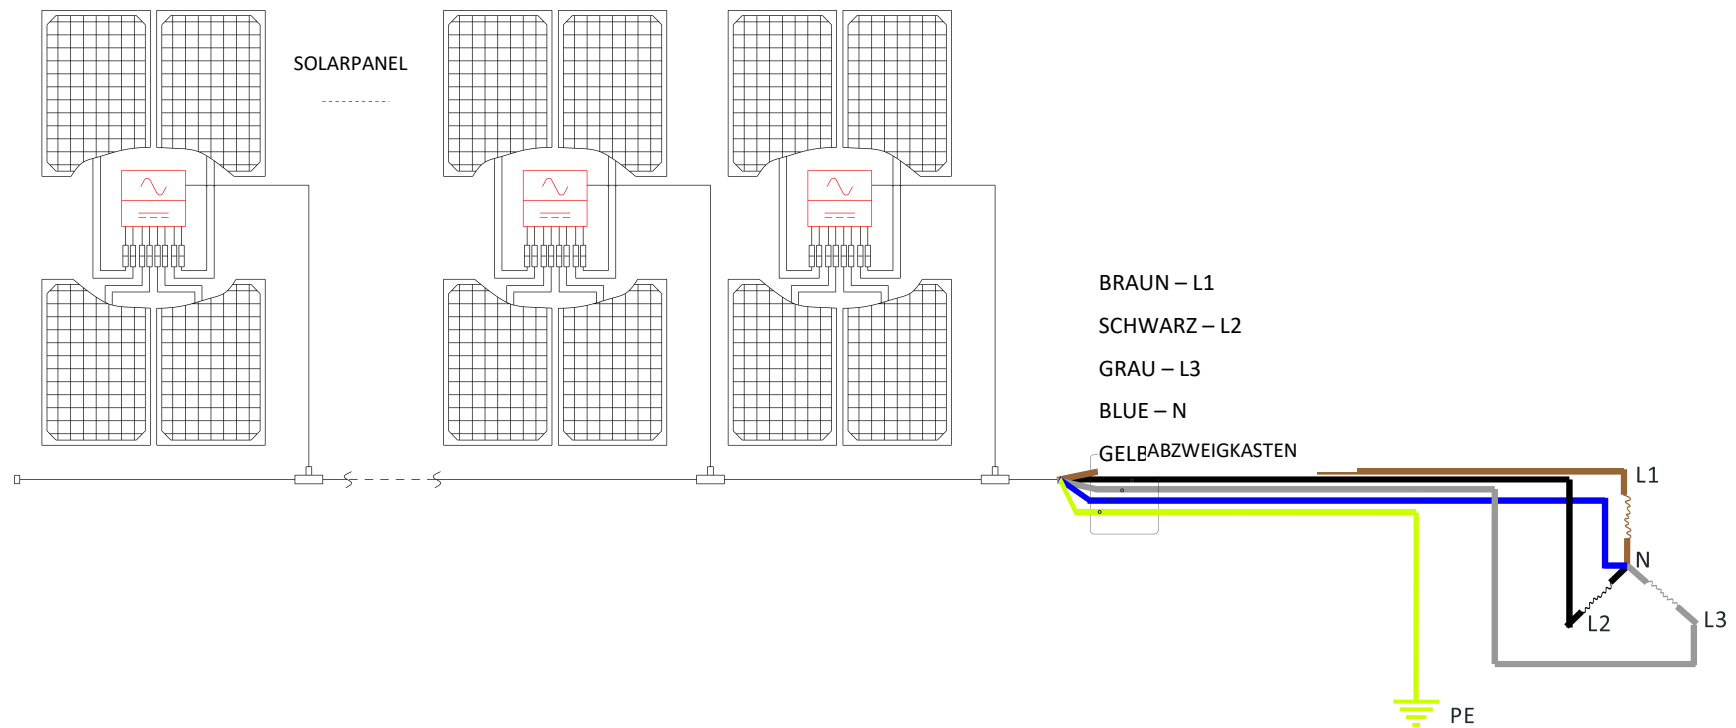 SOLARPANEL
BRAUN – L1
SCHWARZ – L2
GRAU – L3
BLUE – N
GELB
ABZWEIGKASTEN
L1
N
L2
L3
PE